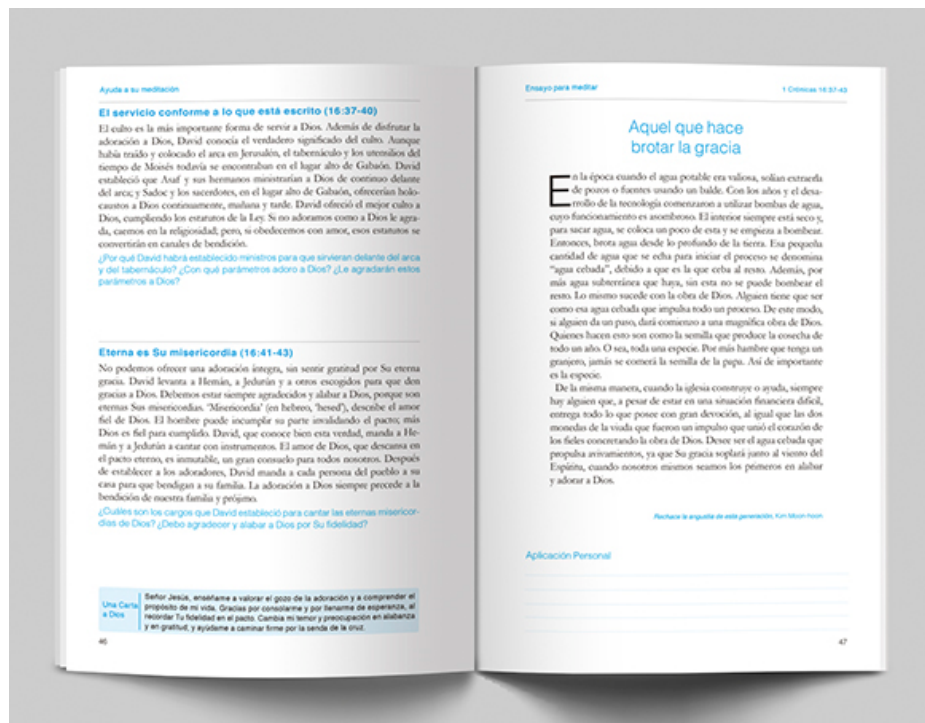 Ayuda a su meditación
El servicio conforme a lo que está escrito (16:37-40)
El culto es la más importante forma de servir a Dios. Además de disfrutar la
adoración a Dios, David conocía el verdadero significado del culto. Aunque
había traído y colocado el arca en Jerusalén, el tabernáculo y los utensilios del
tiempo de Moisés todavía se encontraban en el lugar alto de Gabaón. David
estableció que Asaf y sus hermanos ministrarían a Dios de continuo delante
del arca; y Sadoc y los sacerdotes, en el lugar alto de Gabaón, ofrecerían holo-
caustos a Dios continuamente, mañana y tarde. David ofreció el mejor culto a
Dios, cumpliendo los estatutos de la Ley. Si no adoramos como a Dios le agra-
da, caemos en la religiosidad; pero, si obedecemos con amor, esos estatutos se
convertirán en canales de bendición.
¿Por qué David habrá establecido ministros para que sirvieran delante del arca
y del tabernáculo? ¿Con qué parámetros adoro a Dios? ¿Le agradarán estos
parámetros a Dios?
Eterna es Su misericordia (16:41-43)
No podemos ofrecer una adoración íntegra, sin sentir gratitud por Su eterna
gracia. David levanta a Hemán, a Jedutún y a otros escogidos para que den
gracias a Dios. Debemos estar siempre agradecidos y alabar a Dios, porque son
eternas Sus misericordias. ‘Misericordia’ (en hebreo, ‘hesed’), describe el amor
fiel de Dios. El hombre puede incumplir su parte invalidando el pacto; mas
Dios es fiel para cumplirlo. David, que conoce bien esta verdad, manda a He-
mán y a Jedutún a cantar con instrumentos. El amor de Dios, que descansa en
el pacto eterno, es inmutable, un gran consuelo para todos nosotros. Después
de establecer a los adoradores, David manda a cada persona del pueblo a su
casa para que bendigan a su familia. La adoración a Dios siempre precede a la
bendición de nuestra familia y prójimo.
¿Cuáles son los cargos que David estableció para cantar las eternas misericor-
dias de Dios? ¿Debo agradecer y alabar a Dios por Su fidelidad?
Una Carta
a Dios
Señor Jesús, enséñame a valorar el gozo de la adoración y a comprender el
propósito de mi vida. Gracias por consolarme y por llenarme de esperanza, al
recordar Tu fidelidad en el pacto. Cambia mi temor y preocupación en alabanza
y en gratitud; y ayúdame a caminar firme por la senda de la cruz.
46
Ensayo para meditar
1 Crónicas 16:37-43
Aquel que hace
brotar la gracia
En la época cuando el agua potable era valiosa, solían extraerla
de pozos o fuentes usando un balde. Con los años y el desa-
rrollo de la tecnología comenzaron a utilizar bombas de agua,
cuyo funcionamiento es asombroso. El interior siempre está seco y,
para sacar agua, se coloca un poco de esta y se empieza a bombear.
Entonces, brota agua desde lo profundo de la tierra. Esa pequeña
cantidad de agua que se echa para iniciar el proceso se denomina
“agua cebada”, debido a que es la que ceba al resto. Además, por
más agua subterránea que haya, sin esta no se puede bombear el
resto. Lo mismo sucede con la obra de Dios. Alguien tiene que ser
como esa agua cebada que impulsa todo un proceso. De este modo,
si alguien da un paso, dará comienzo a una magnífica obra de Dios.
Quienes hacen esto son como la semilla que produce la cosecha de
todo un año. O sea, toda una especie. Por más hambre que tenga un
granjero, jamás se comerá la semilla de la papa. Así de importante
es la especie.
De la misma manera, cuando la iglesia construye o ayuda, siempre
hay alguien que, a pesar de estar en una situación financiera difícil,
entrega todo lo que posee con gran devoción, al igual que las dos
monedas de la viuda que fueron un impulso que unió el corazón de
los fieles concretando la obra de Dios. Desee ser el agua cebada que
propulsa avivamientos, ya que Su gracia soplará junto al viento del
Espíritu, cuando nosotros mismos seamos los primeros en alabar
y adorar a Dios.
Rechace la angustia de esta generación, Kim Moon-hoon
Aplicación Personal
47